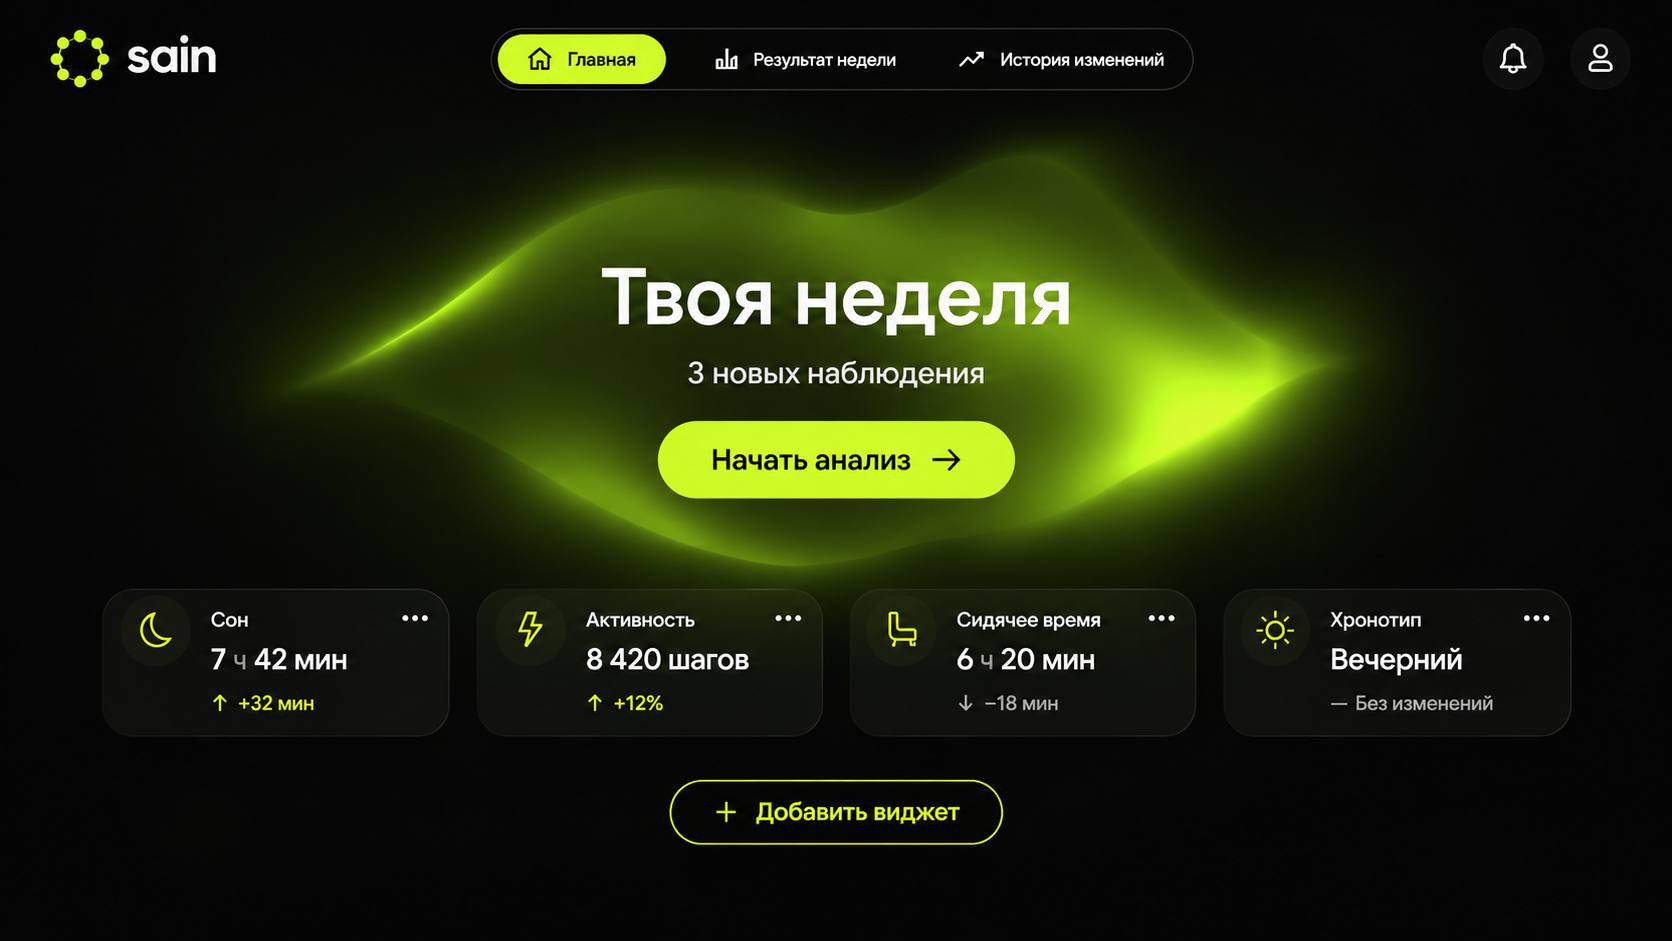 sain
Главная
Результат недели
История изменений
Твоя неделя
3 новых наблюдения
Начать анализ →
Сон
7 ч 42 мин
↑ +32 мин
Активность
8 420 шагов
↑ +12%
Сидячее время
6 ч 20 мин
↓ −18 мин
Хронотип
Вечерний
— Без изменений
+ Добавить виджет